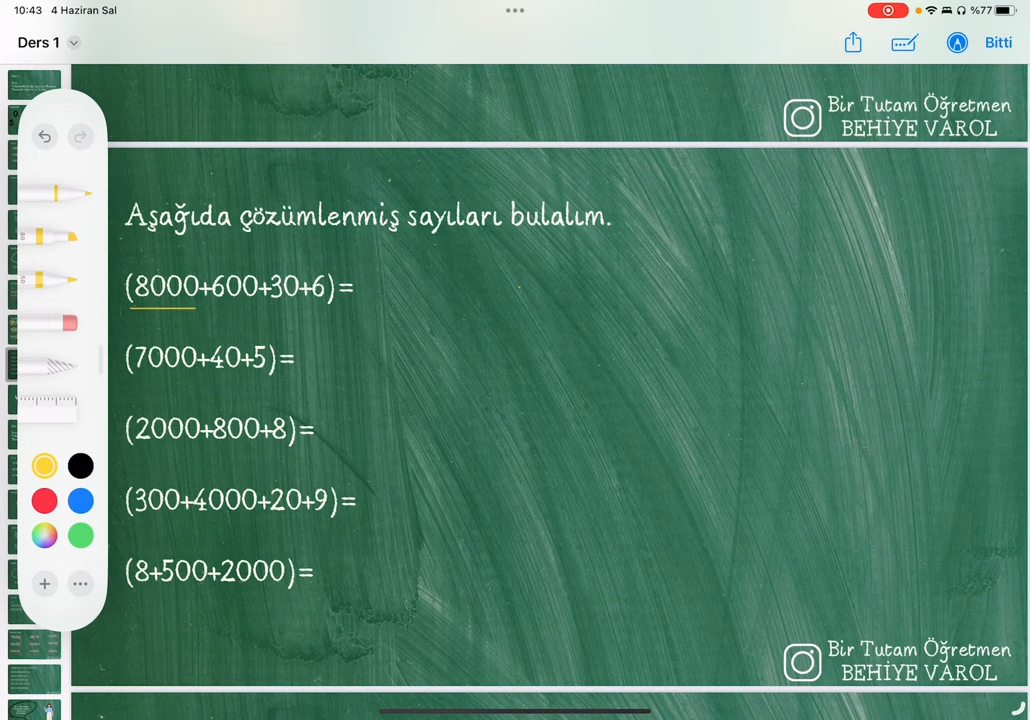 10:43 4 Haziran Sal
%77
Ders 1
Bitti
Bir Tutam Öğretmen
BEHİYE VAROL
Aşağıda çözümlenmiş sayıları bulalım.
(8000+600+30+6)=
(7000+40+5)=
(2000+800+8)=
(300+4000+20+9)=
(8+500+2000)=
Bir Tutam Öğretmen
BEHİYE VAROL